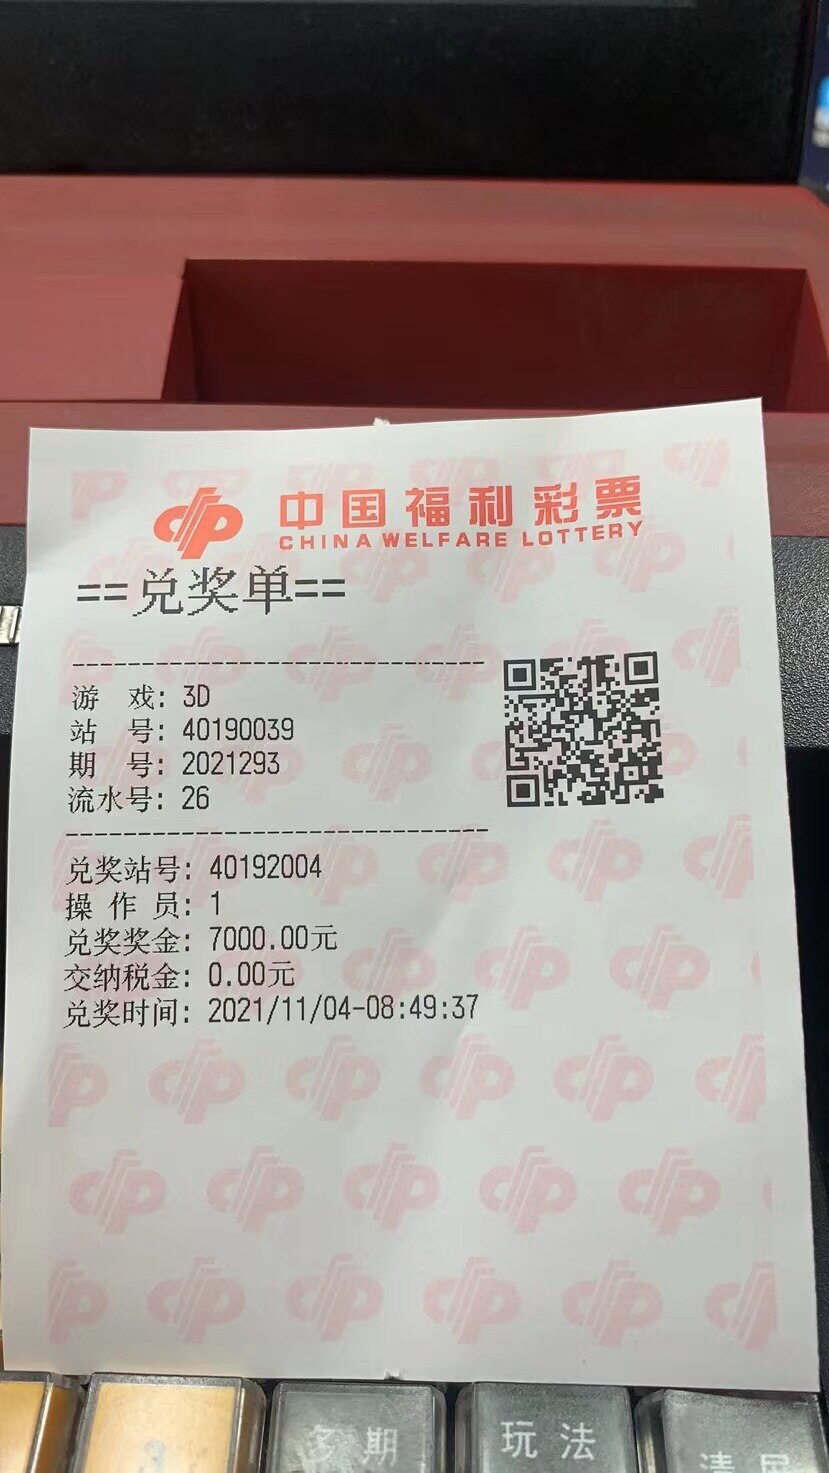 中国福利彩票
CHINA WELFARE LOTTERY
==兑奖单==
游 戏: 3D
站 号: 40190039
期 号: 2021293
流水号: 26
兑奖站号: 40192004
操 作 员: 1
兑奖奖金: 7000.00元
交纳税金: 0.00元
兑奖时间: 2021/11/04-08:49:37
3 多期 玩法